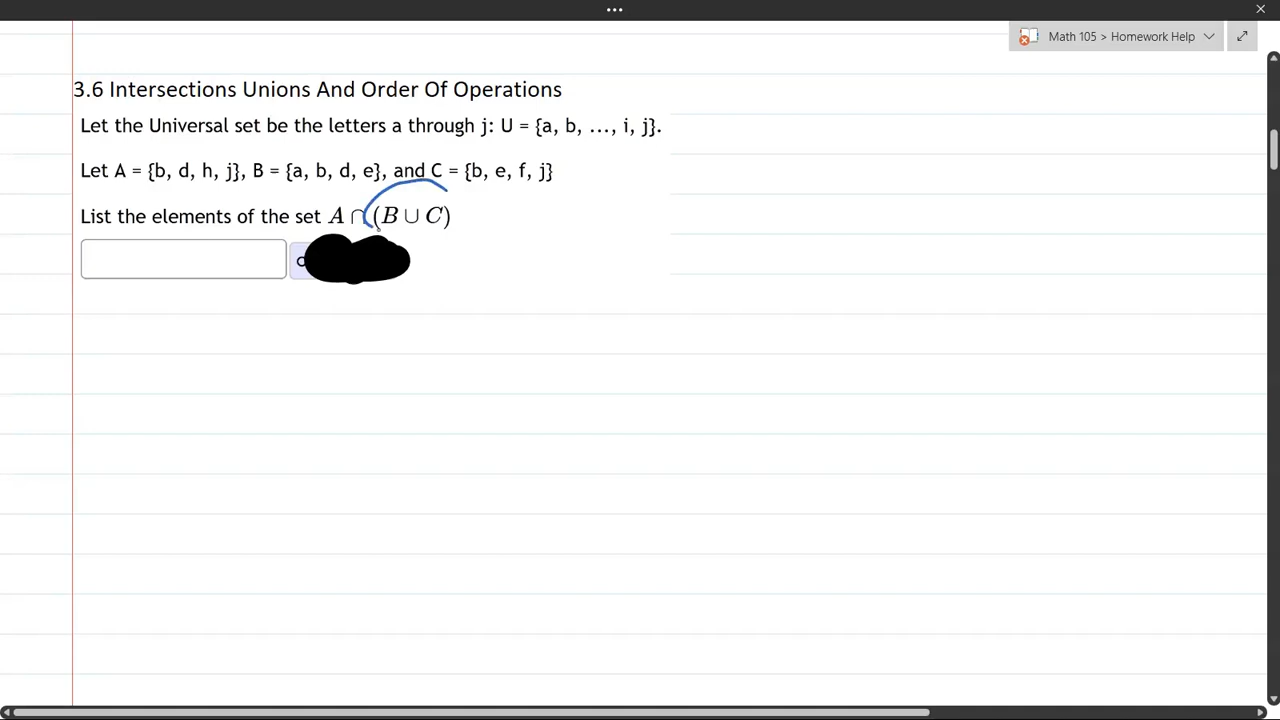 Math 105 > Homework Help
3.6 Intersections Unions And Order Of Operations
Let the Universal set be the letters a through j: U = {a, b, ..., i, j}.
Let A = {b, d, h, j}, B = {a, b, d, e}, and C = {b, e, f, j}
List the elements of the set A ∩ (B ∪ C)